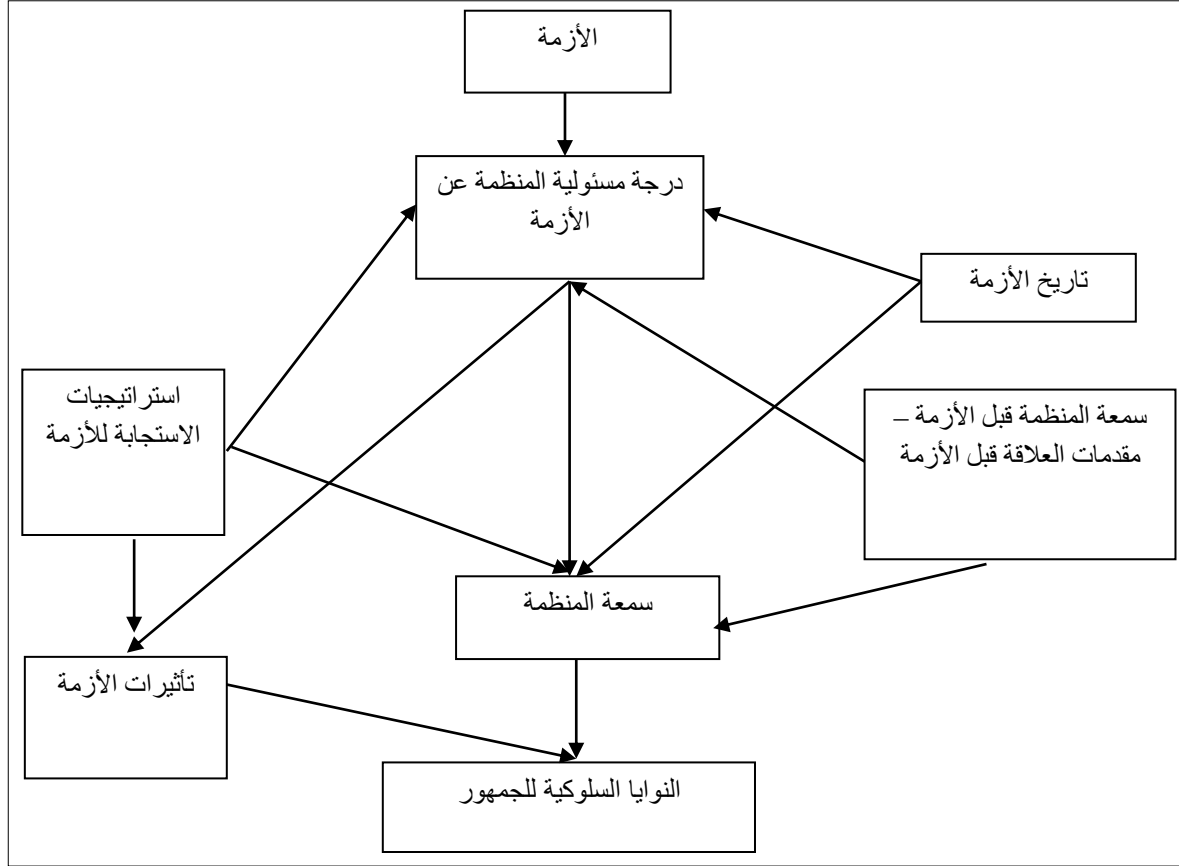 الأزمة
درجة مسئولية المنظمة عن
الأزمة
تاريخ الأزمة
استراتيجيات
الاستجابة للأزمة
سمعة المنظمة قبل الأزمة –
مقدمات العلاقة قبل الأزمة
سمعة المنظمة
تأثيرات الأزمة
النوايا السلوكية للجمهور